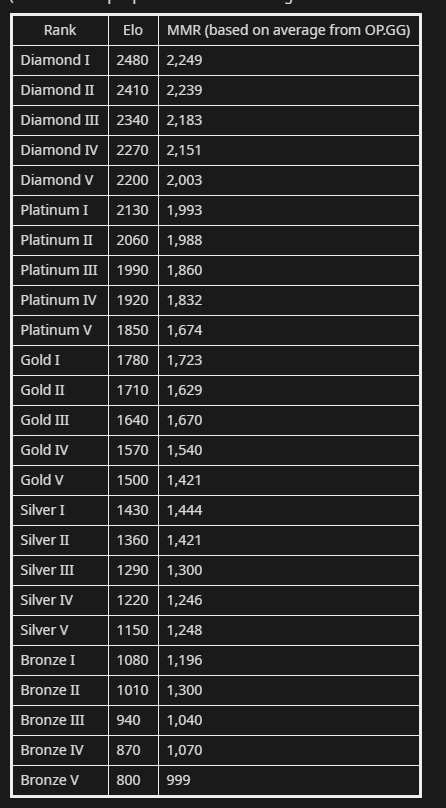 Rank Elo MMR (based on average from OP.GG)
Diamond I 2480 2,249
Diamond II 2410 2,239
Diamond III 2340 2,183
Diamond IV 2270 2,151
Diamond V 2200 2,003
Platinum I 2130 1,993
Platinum II 2060 1,988
Platinum III 1990 1,860
Platinum IV 1920 1,832
Platinum V 1850 1,674
Gold I 1780 1,723
Gold II 1710 1,629
Gold III 1640 1,670
Gold IV 1570 1,540
Gold V 1500 1,421
Silver I 1430 1,444
Silver II 1360 1,421
Silver III 1290 1,300
Silver IV 1220 1,246
Silver V 1150 1,248
Bronze I 1080 1,196
Bronze II 1010 1,300
Bronze III 940 1,040
Bronze IV 870 1,070
Bronze V 800 999